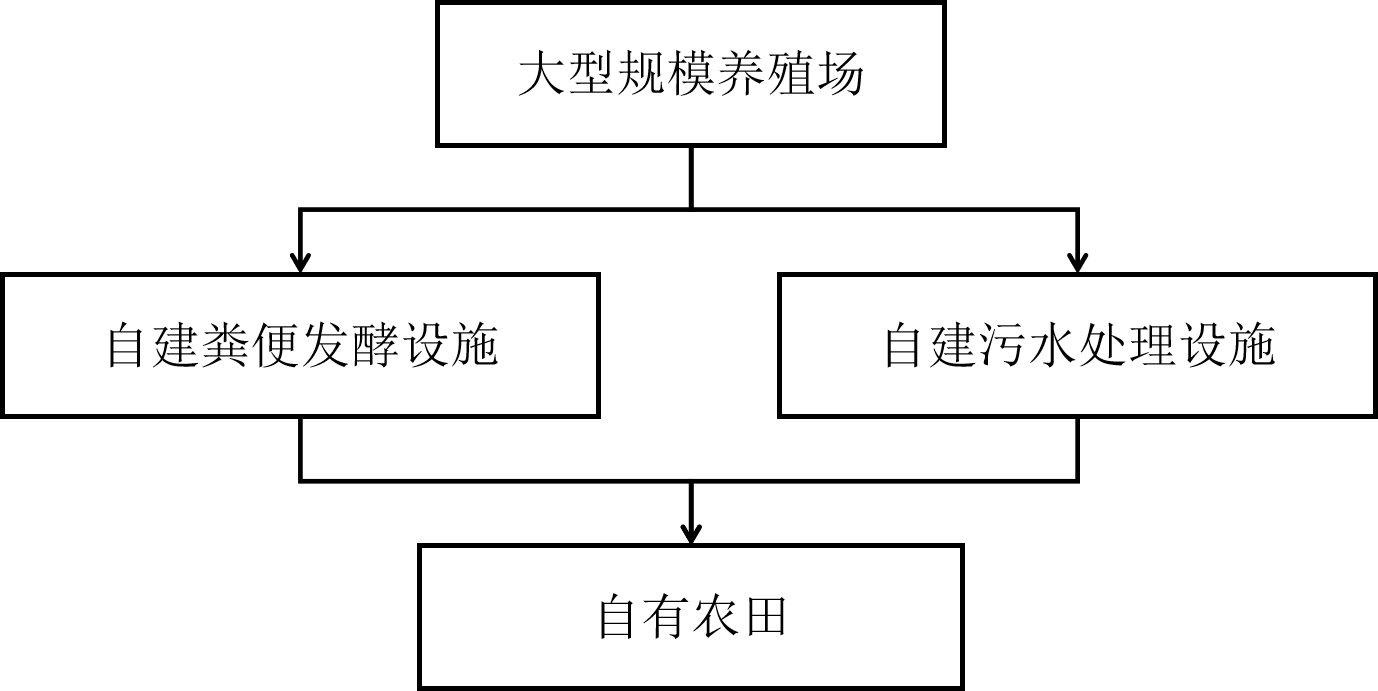 大型规模养殖场
自建粪便发酵设施
自建污水处理设施
自有农田